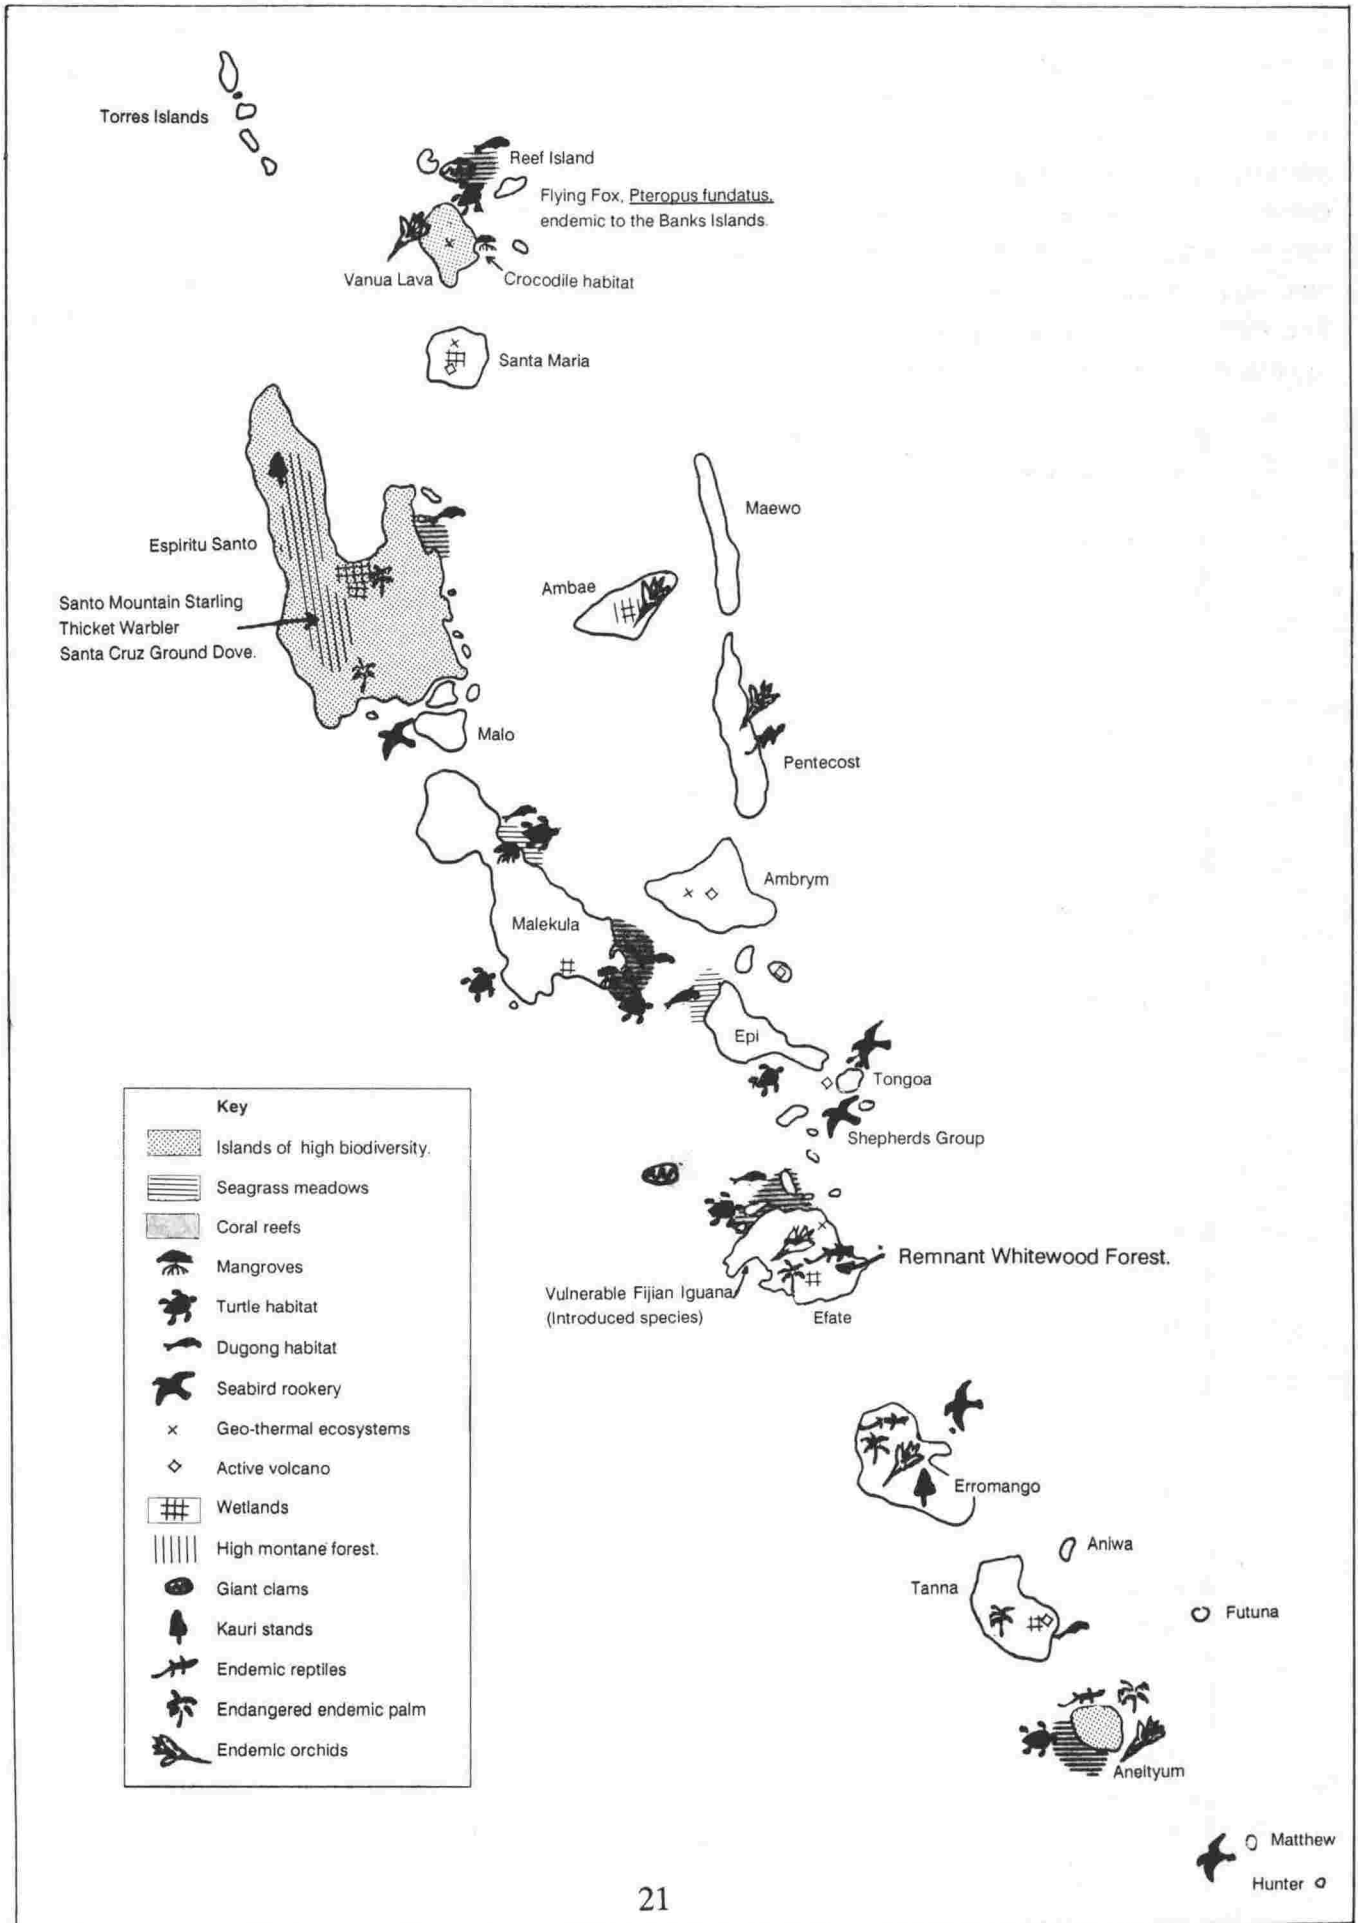 Torres Islands
Reef Island
Flying Fox, Pteropus fundatus,
endemic to the Banks Islands.
Vanua Lava
Crocodile habitat
Santa Maria
Maewo
Espiritu Santo
Ambae
Santo Mountain Starling
Thicket Warbler
Santa Cruz Ground Dove.
Malo
Pentecost
Ambrym
Malekula
Epi
Tongoa
Shepherds Group
Remnant Whitewood Forest.
Vulnerable Fijian Iguana
(Introduced species)
Efate
Erromango
Aniwa
Tanna
Futuna
Aneityum
Matthew
Hunter
Key
Islands of high biodiversity.
Seagrass meadows
Coral reefs
Mangroves
Turtle habitat
Dugong habitat
Seabird rookery
Geo-thermal ecosystems
Active volcano
Wetlands
High montane forest.
Giant clams
Kauri stands
Endemic reptiles
Endangered endemic palm
Endemic orchids
21